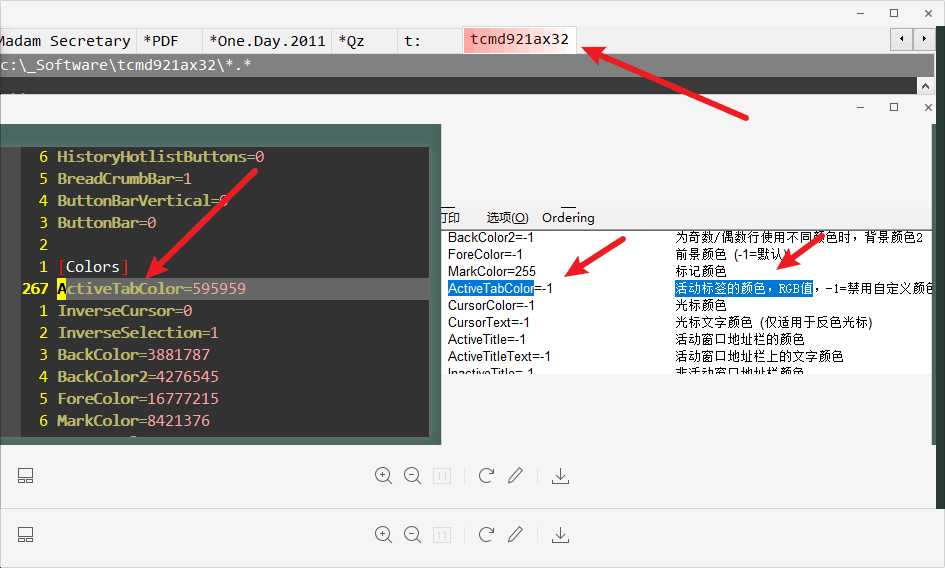 Madam Secretary *PDF *One.Day.2011 *Qz t: tcmd921ax32
c:\_Software\tcmd921ax32\*.*
6 HistoryHotlistButtons=0
5 BreadCrumbBar=1
4 ButtonBarVertical=0
3 ButtonBar=0
2
1 [Colors]
267 ActiveTabColor=595959
1 InverseCursor=0
2 InverseSelection=1
3 BackColor=3881787
4 BackColor2=4276545
5 ForeColor=16777215
6 MarkColor=8421376
打印 选项(O) Ordering
BackColor2=-1 为奇数/偶数行使用不同颜色时，背景颜色2
ForeColor=-1 前景颜色 (-1=默认)
MarkColor=255 标记颜色
ActiveTabColor=-1 活动标签的颜色，RGB值，-1=禁用自定义颜色
CursorColor=-1 光标颜色
CursorText=-1 光标文字颜色 (仅适用于反色光标)
ActiveTitle=-1 活动窗口地址栏的颜色
ActiveTitleText=-1 活动窗口地址栏上的文字颜色
InactiveTitle=-1 非活动窗口地址栏颜色
1:1
1:1